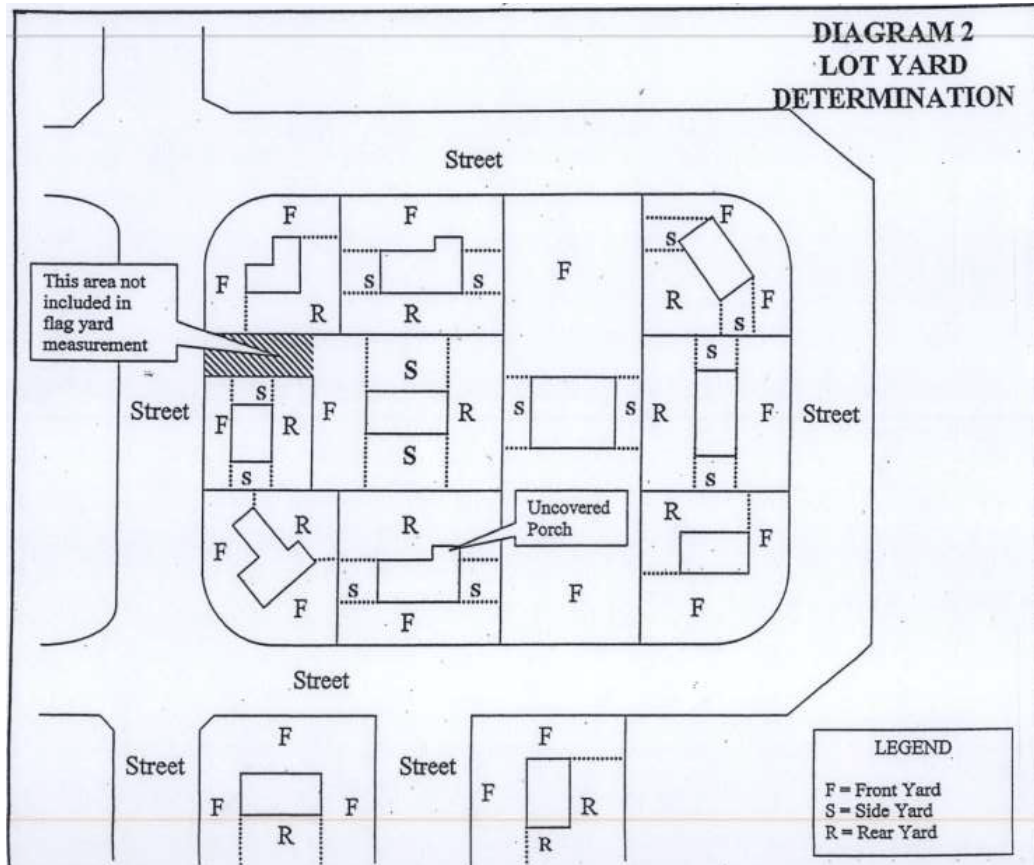 DIAGRAM 2
LOT YARD
DETERMINATION
Street
F
F
F
F
F
S
F
R
S
S
R
R
F
S
This area not
included in
flag yard
measurement
S
S
Street
F
S
R
F
R
S
S
R
F
Street
S
S
S
R
R
Uncovered
Porch
R
F
F
F
S
S
F
F
F
F
Street
F
F
Street
Street
F
F
F
R
R
LEGEND
F = Front Yard
S = Side Yard
R = Rear Yard